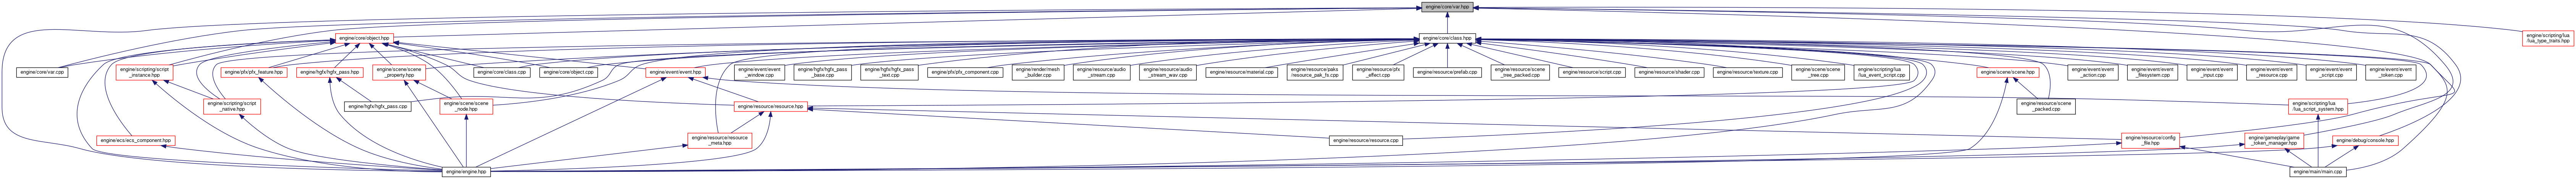 engine/core/var.hpp
engine/core/object.hpp
engine/core/class.hpp
engine/scripting/lua
/lua_type_traits.hpp
engine/core/var.cpp
engine/scripting/script
_instance.hpp
engine/pfx/pfx_feature.hpp
engine/hgfx/hgfx_pass.hpp
engine/scene/scene
_property.hpp
engine/core/class.cpp
engine/core/object.cpp
engine/event/event.hpp
engine/event/event
_window.cpp
engine/hgfx/hgfx_pass
_base.cpp
engine/hgfx/hgfx_pass
_text.cpp
engine/pfx/pfx_component.cpp
engine/render/mesh
_builder.cpp
engine/resource/audio
_stream.cpp
engine/resource/audio
_stream_wav.cpp
engine/resource/material.cpp
engine/resource/paks
/resource_pak_fs.cpp
engine/resource/pfx
_effect.cpp
engine/resource/prefab.cpp
engine/resource/scene
_tree_packed.cpp
engine/resource/script.cpp
engine/resource/shader.cpp
engine/resource/texture.cpp
engine/scene/scene
_tree.cpp
engine/scripting/lua
/lua_event_script.cpp
engine/scene/scene.hpp
engine/event/event
_action.cpp
engine/event/event
_filesystem.cpp
engine/event/event
_input.cpp
engine/event/event
_resource.cpp
engine/event/event
_script.cpp
engine/event/event
_token.cpp
engine/scripting/script
_native.hpp
engine/hgfx/hgfx_pass.cpp
engine/scene/scene
_node.hpp
engine/resource/resource.hpp
engine/resource/scene
_packed.cpp
engine/scripting/lua
/lua_script_system.hpp
engine/ecs/ecs_component.hpp
engine/resource/resource
_meta.hpp
engine/resource/resource.cpp
engine/resource/config
_file.hpp
engine/gameplay/game
_token_manager.hpp
engine/debug/console.hpp
engine/engine.hpp
engine/main/main.cpp